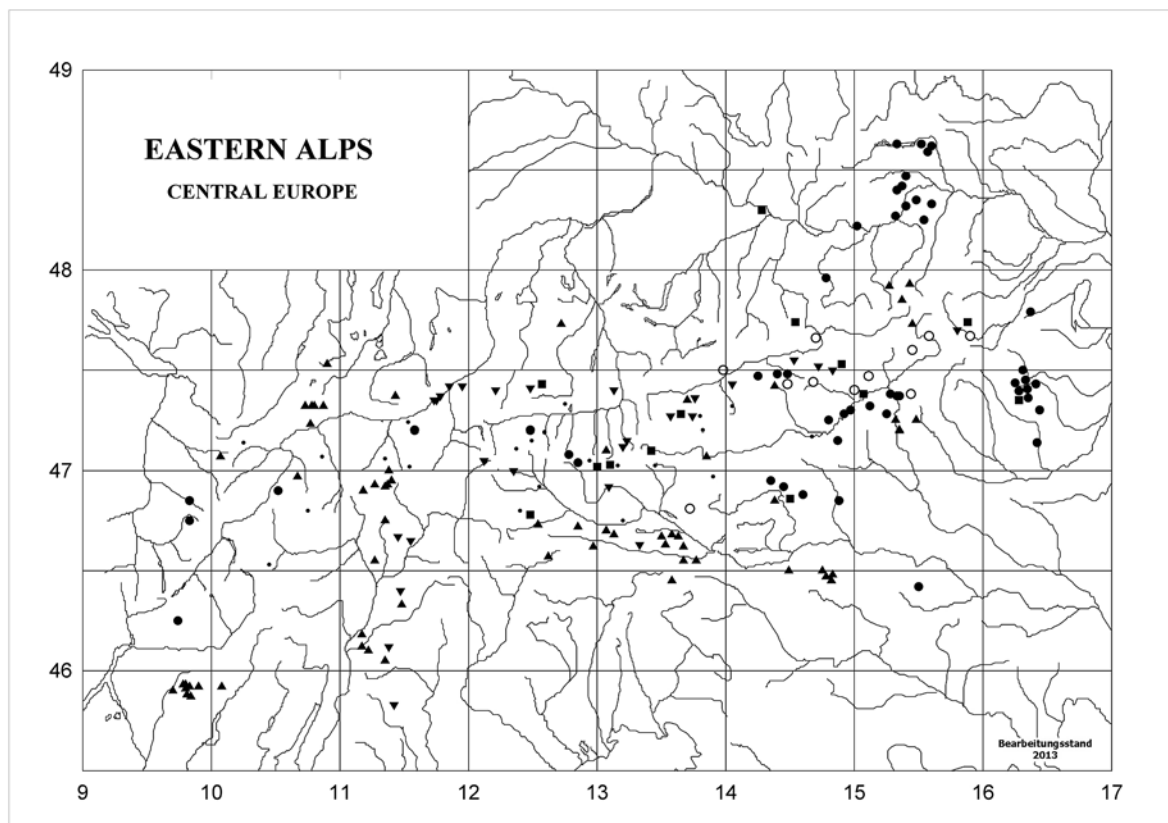 49
EASTERN ALPS
CENTRAL EUROPE
48
47
46
Bearbeitungsstand
2013
9 10 11 12 13 14 15 16 17